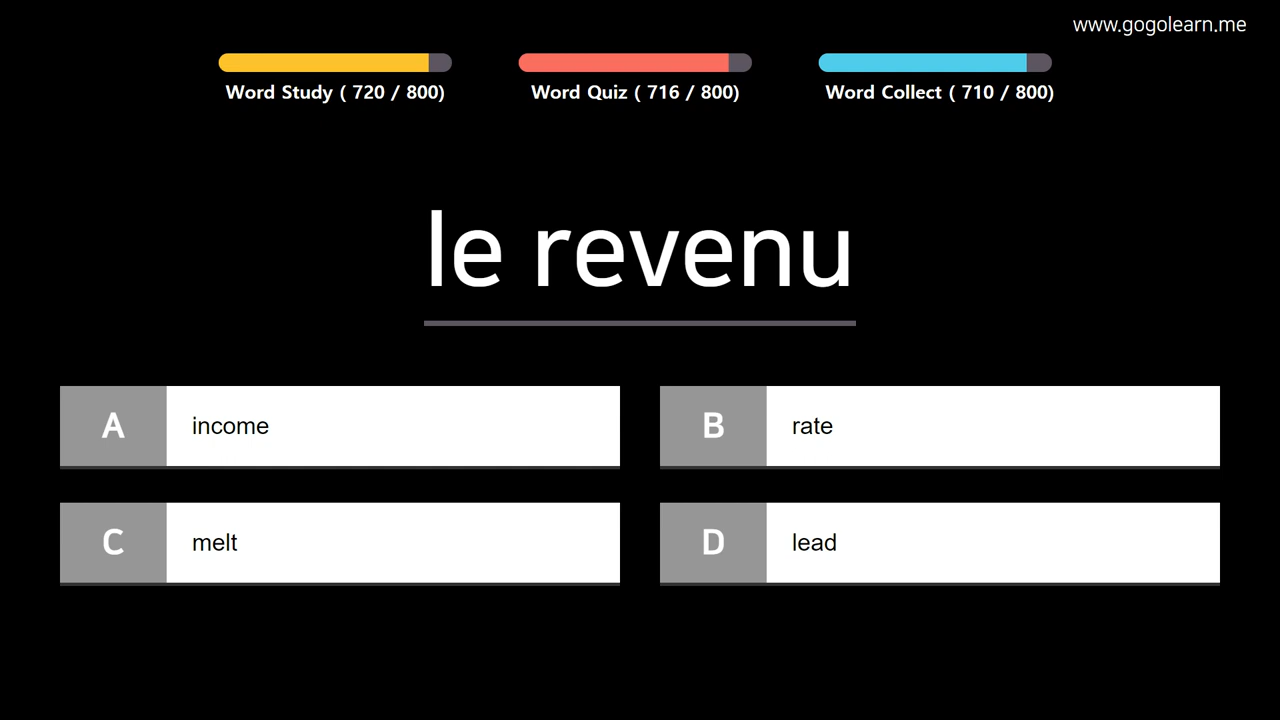 www.gogolearn.me
Word Study ( 720 / 800)
Word Quiz ( 716 / 800)
Word Collect ( 710 / 800)
le revenu
A income
B rate
C melt
D lead